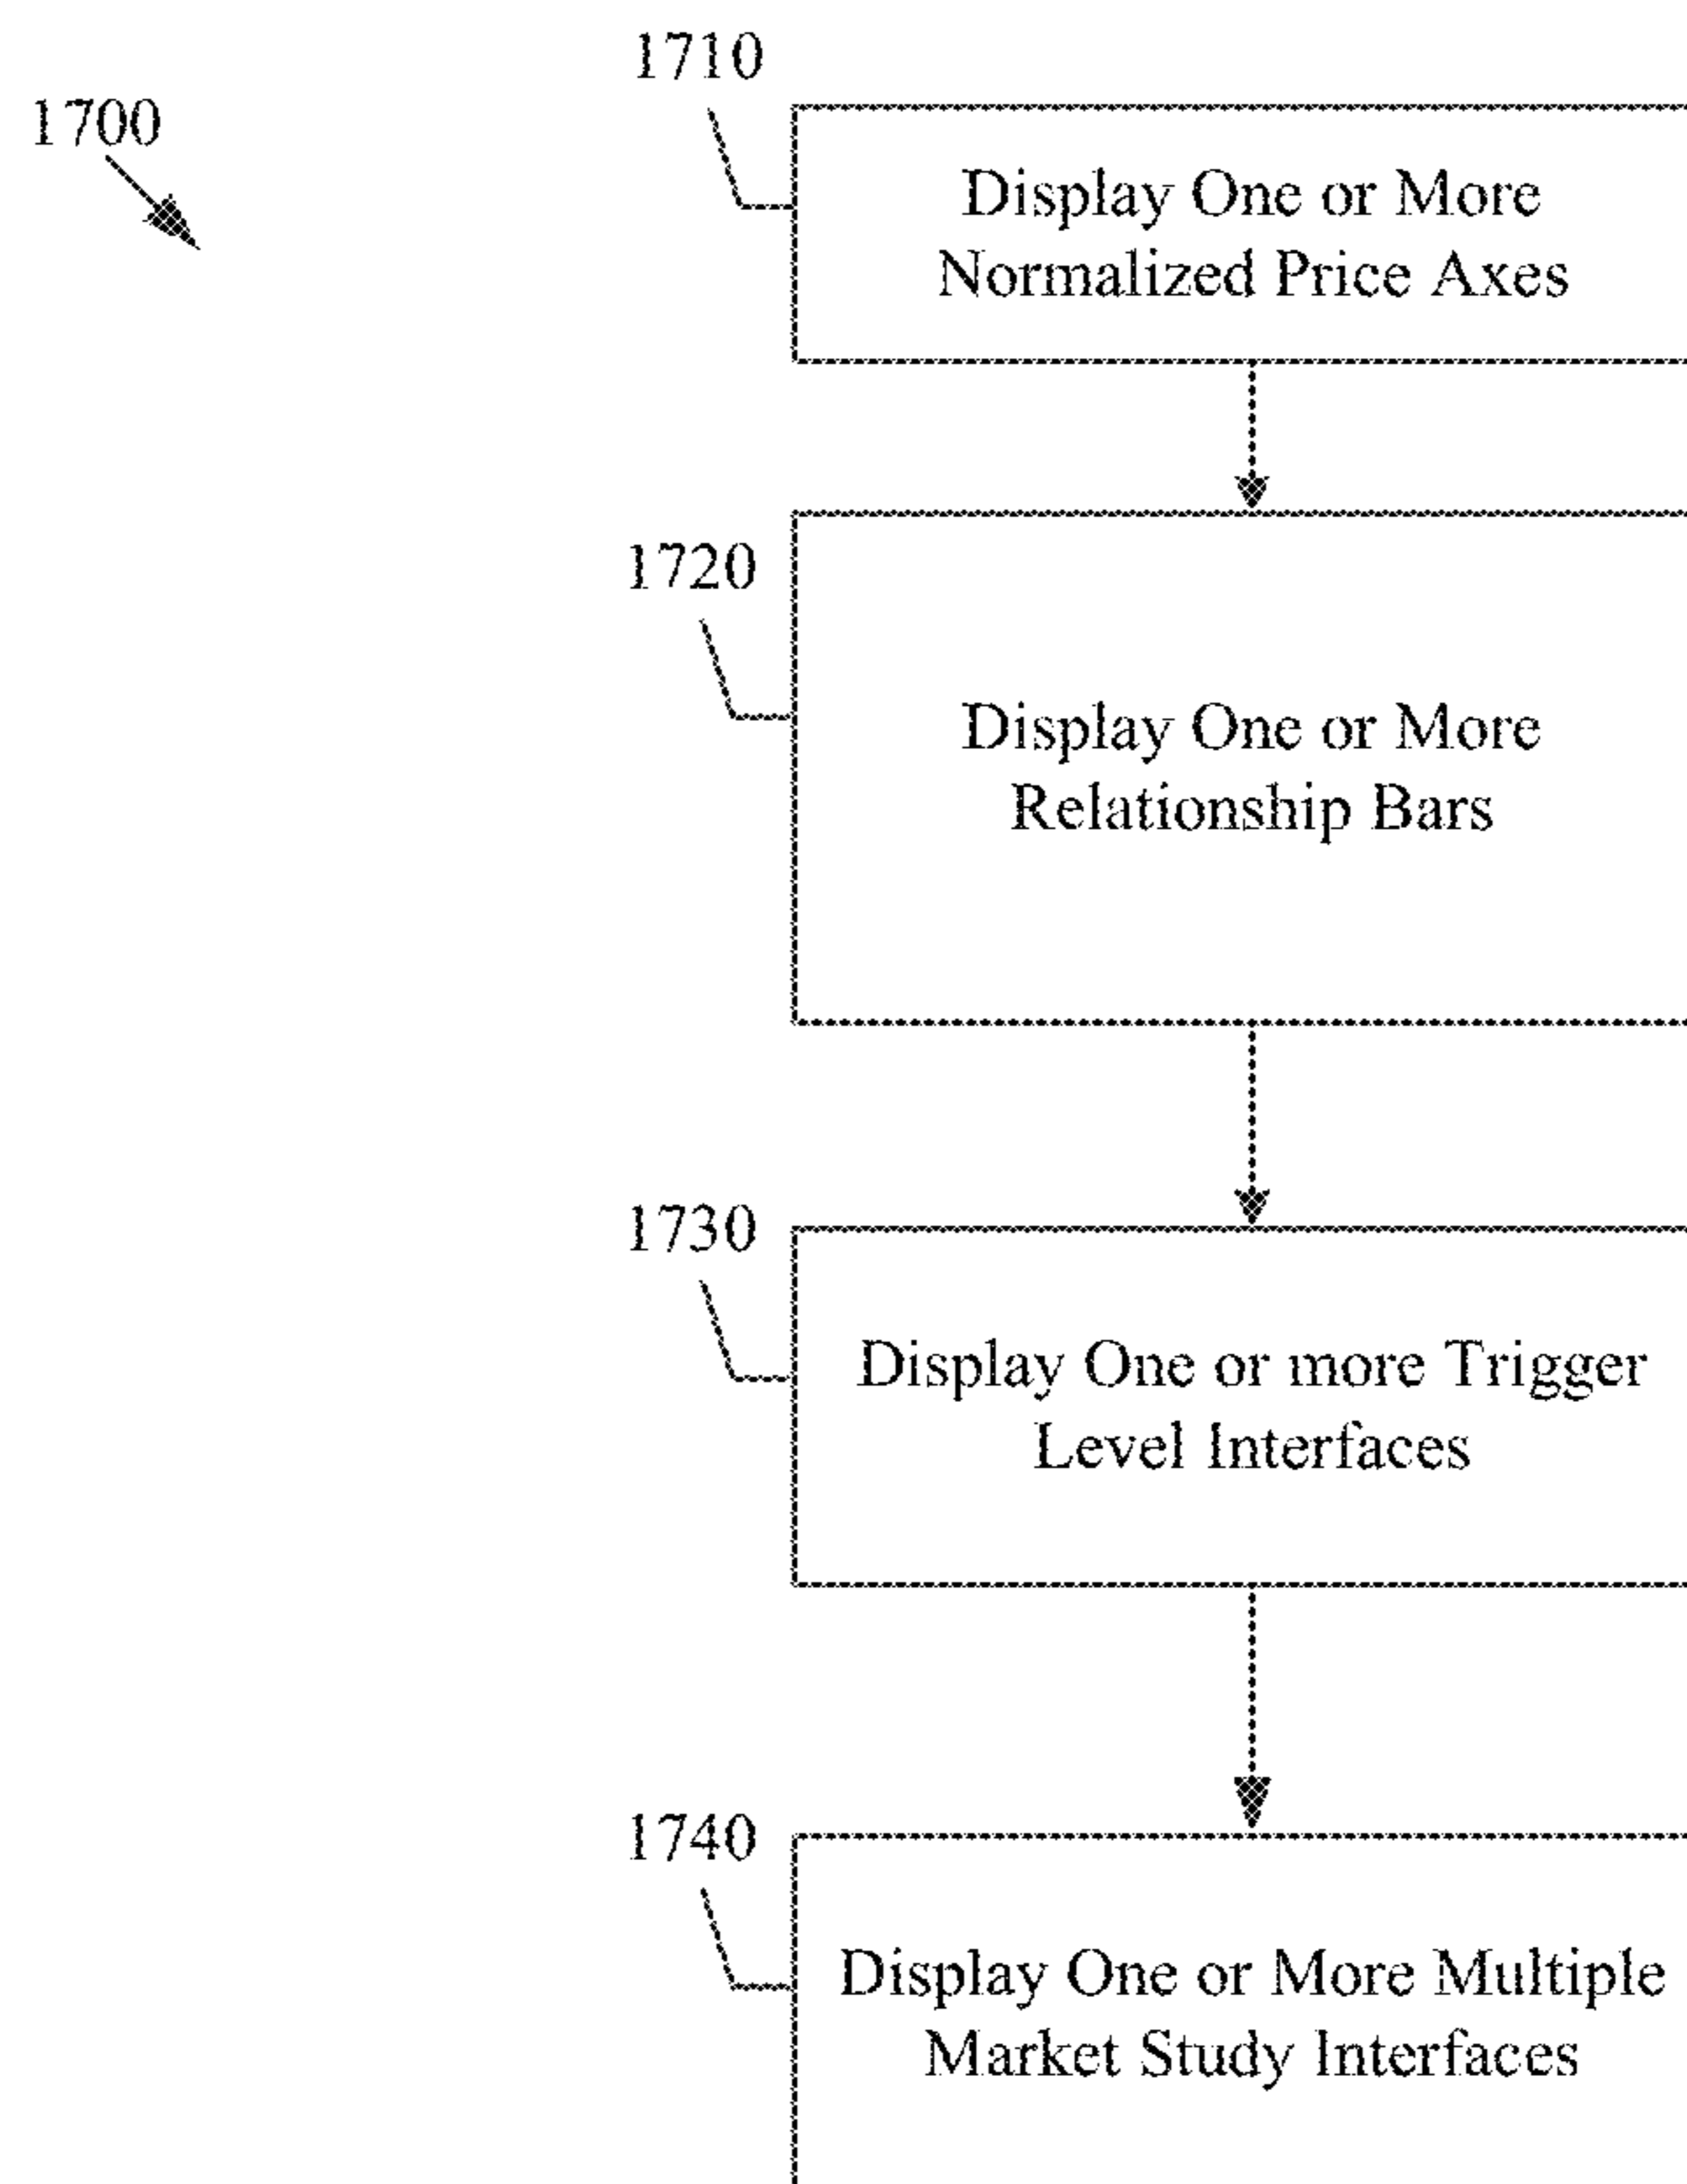 1710
1700
Display One or More
Normalized Price Axes
1720
Display One or More
Relationship Bars
1730
Display One or more Trigger
Level Interfaces
1740
Display One or More Multiple
Market Study Interfaces